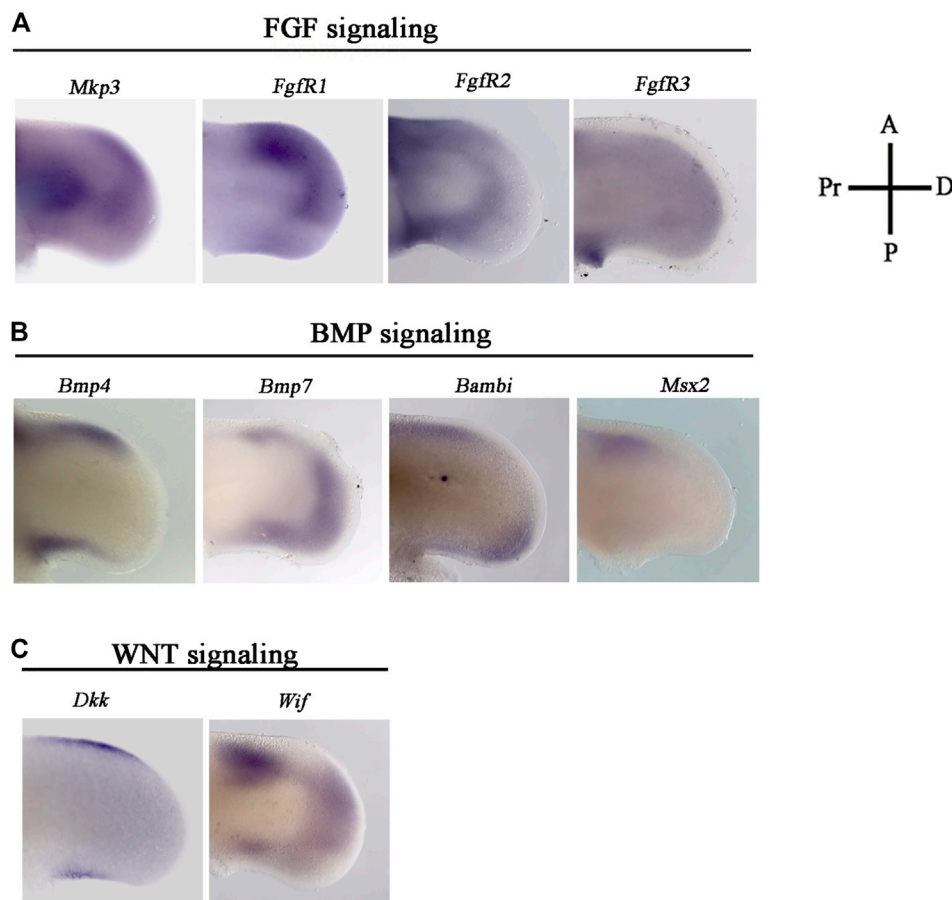 A
FGF signaling
Mkp3 FgfR1 FgfR2 FgfR3
A
Pr D
P
B
BMP signaling
Bmp4 Bmp7 Bambi Msx2
C
WNT signaling
Dkk Wif